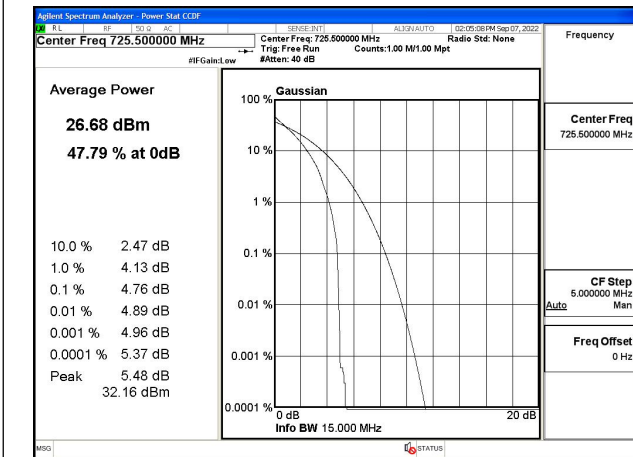 Agilent Spectrum Analyzer - Power Stat CCDF
LXI RL RF 50 Ω AC SENSE:INT ALIGN AUTO 02:05:08 PM Sep 07, 2022
Center Freq 725.500000 MHz
Center Freq: 725.500000 MHz Radio Std: None
Trig: Free Run Counts:1.00 M/1.00 Mpt
#IFGain:Low #Atten: 40 dB
Frequency
Average Power
26.68 dBm
47.79 % at 0dB
10.0 % 2.47 dB
1.0 % 4.13 dB
0.1 % 4.76 dB
0.01 % 4.89 dB
0.001 % 4.96 dB
0.0001 % 5.37 dB
Peak 5.48 dB
32.16 dBm
Gaussian
100 %
10 %
1 %
0.1 %
0.01 %
0.001 %
0.0001 %
0 dB 20 dB
Info BW 15.000 MHz
Center Freq
725.500000 MHz
CF Step
5.000000 MHz
Auto Man
Freq Offset
0 Hz
MSG STATUS